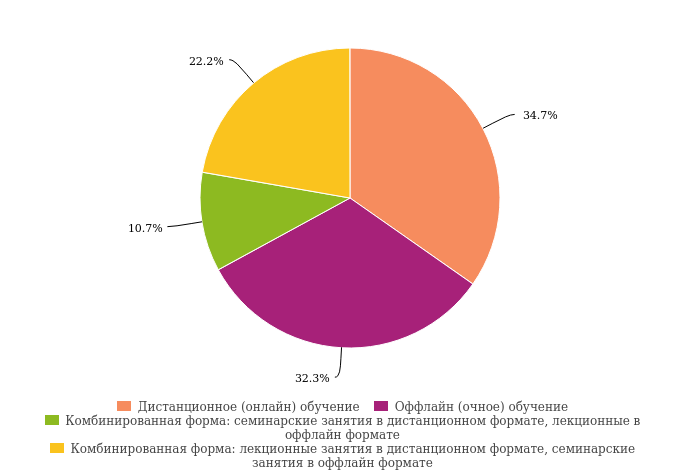 22.2%
34.7%
10.7%
32.3%
Дистанционное (онлайн) обучение Оффлайн (очное) обучение
Комбинированная форма: семинарские занятия в дистанционном формате, лекционные в
оффлайн формате
Комбинированная форма: лекционные занятия в дистанционном формате, семинарские
занятия в оффлайн формате